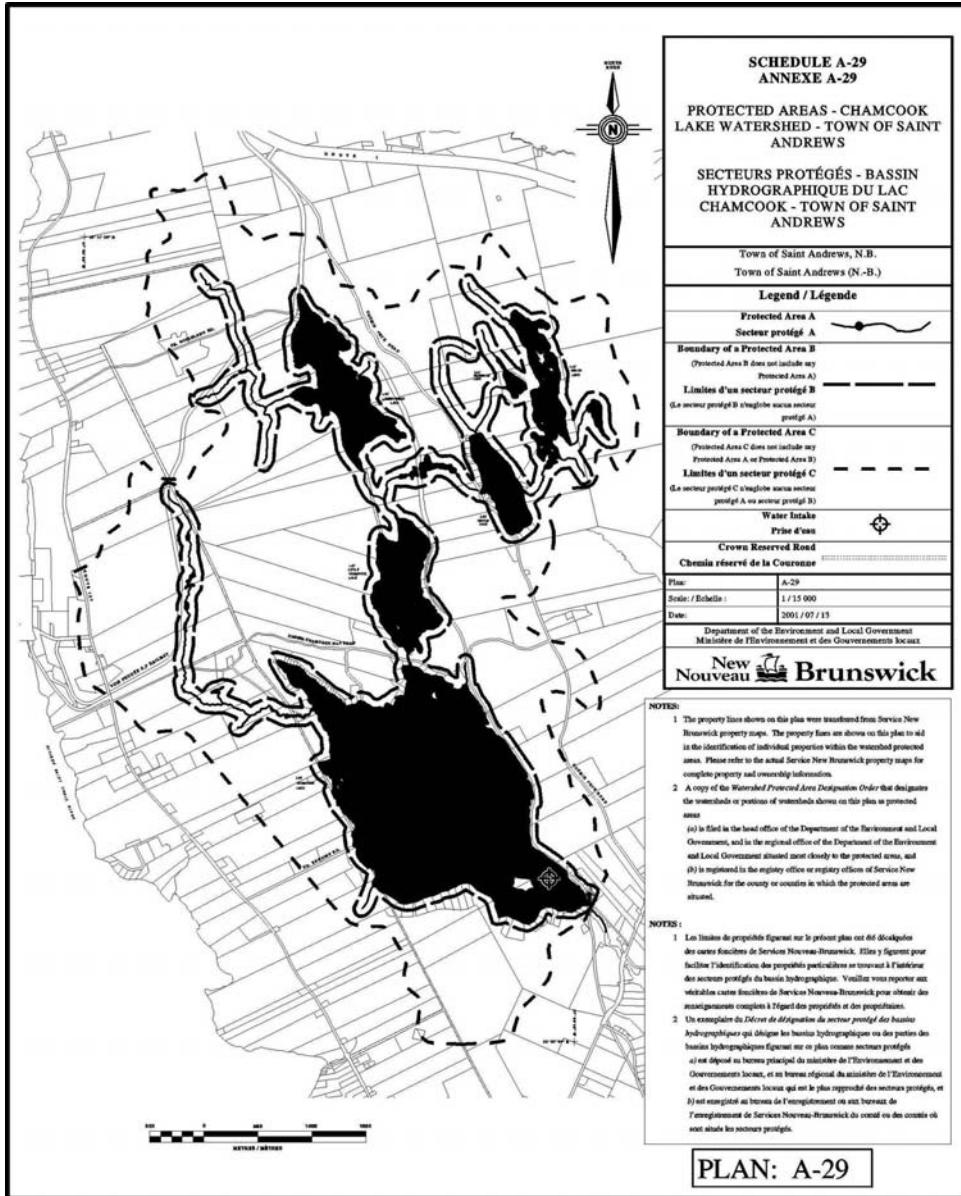 SCHEDULE A-29
ANNEXE A-29
PROTECTED AREAS - CHAMCOOK
LAKE WATERSHED - TOWN OF SAINT
ANDREWS
SECTEURS PROTÉGÉS - BASSIN
HYDROGRAPHIQUE DU LAC
CHAMCOOK - TOWN OF SAINT
ANDREWS
Town of Saint Andrews, N.B.
Town of Saint Andrews (N.-B.)
Legend / Légende
Protected Area A
Secteur protégé A
Boundary of a Protected Area B
(Protected Area B does not include any
Protected Area A)
Limites d'un secteur protégé B
(Le secteur protégé B n'englobe aucun secteur
protégé A)
Boundary of a Protected Area C
(Protected Area C does not include any
Protected Area A or Protected Area B)
Limites d'un secteur protégé C
(Le secteur protégé C n'englobe aucun secteur
protégé A ou secteur protégé B)
Water Intake
Prise d'eau
Crown Reserved Road
Chemin réservé de la Couronne
Plan: A-29
Scale: / Echelle : 1 / 15 000
Date: 2001 / 07 / 13
Department of the Environment and Local Government
Ministère de l'Environnement et des Gouvernements locaux
New
Nouveau Brunswick
NOTES:
1 The property lines shown on this plan were transferred from Service New
Brunswick property maps. The property lines are shown on this plan to aid
in the identification of individual properties within the watershed protected
areas. Please refer to the actual Service New Brunswick property maps for
complete property and ownership information.
2 A copy of the Watershed Protected Area Designation Order that designates
the watersheds or portions of watersheds shown on this plan as protected
areas
(a) is filed in the head office of the Department of the Environment and Local
Government, and in the regional office of the Department of the Environment
and Local Government situated most closely to the protected areas, and
(b) is registered in the registry office or registry offices of Service New
Brunswick for the county or counties in which the protected areas are
situated.
NOTES :
1 Les limites de propriétés figurant sur le présent plan ont été décalquées
des cartes foncières de Services Nouveau-Brunswick. Elles y figurent pour
faciliter l'identification des propriétés particulières se trouvant à l'intérieur
des secteurs protégés du bassin hydrographique. Veuillez vous reporter aux
véritables cartes foncières de Services Nouveau-Brunswick pour obtenir des
renseignements complets à l'égard des propriétés et des propriétaires.
2 Un exemplaire du Décret de désignation du secteur protégé des bassins
hydrographiques qui désigne les bassins hydrographiques ou des parties des
bassins hydrographiques figurant sur ce plan comme secteurs protégés
a) est déposé au bureau principal du ministère de l'Environnement et des
Gouvernements locaux, et au bureau régional du ministère de l'Environnement
et des Gouvernements locaux qui est le plus rapproché des secteurs protégés, et
b) est enregistré au bureau de l'enregistrement ou aux bureaux de
l'enregistrement de Services Nouveau-Brunswick du comté ou des comtés où
sont situés les secteurs protégés.
N
ROUTE 1
METRES / MÈTRES
PLAN: A-29